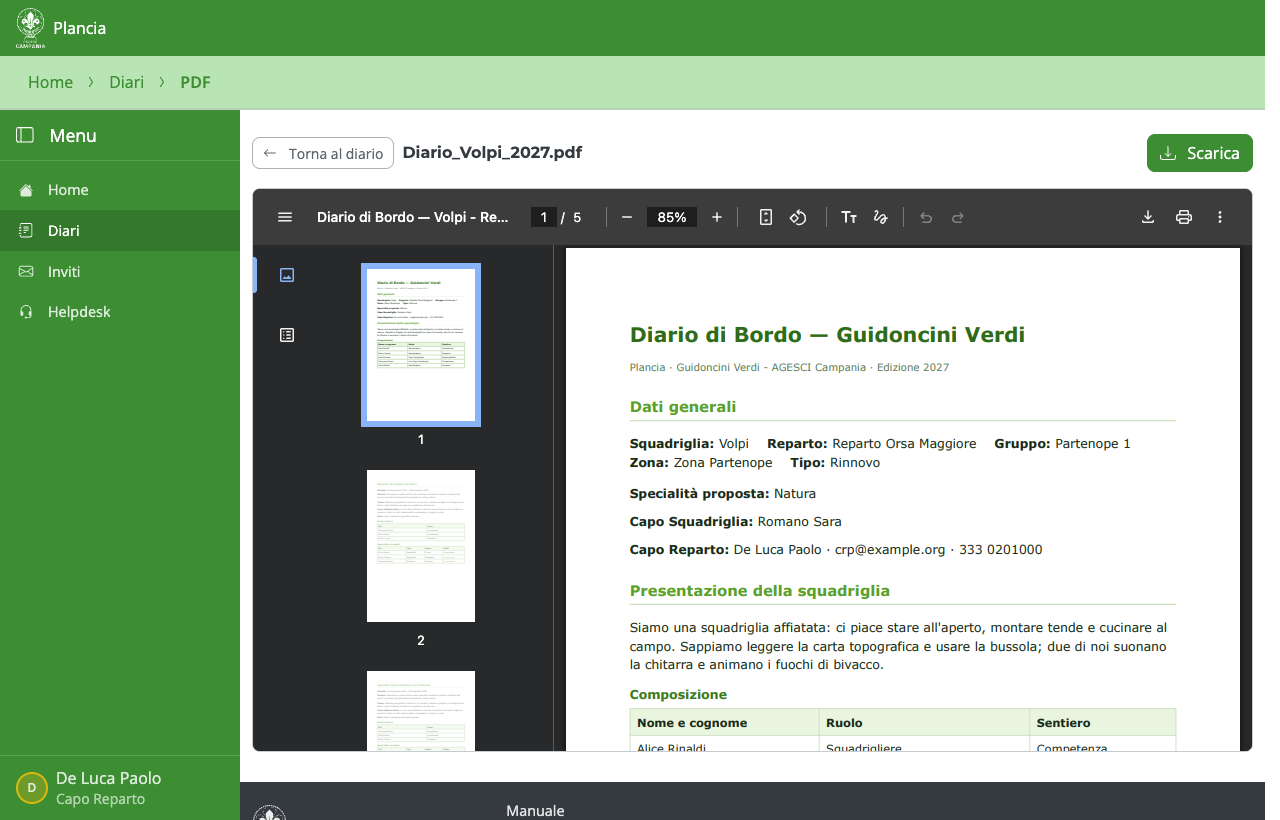 CAMPANIA
Plancia
Home > Diari > PDF
Menu
Home
Diari
Inviti
Helpdesk
D
De Luca Paolo
Capo Reparto
Torna al diario
Diario_Volpi_2027.pdf
Scarica
Diario di Bordo — Volpi - Re...
1 / 5
85%
1
2
Diario di Bordo — Guidoncini Verdi
Plancia · Guidoncini Verdi - AGESCI Campania · Edizione 2027
Dati generali
Squadriglia: Volpi Reparto: Reparto Orsa Maggiore Gruppo: Partenope 1
Zona: Zona Partenope Tipo: Rinnovo
Specialità proposta: Natura
Capo Squadriglia: Romano Sara
Capo Reparto: De Luca Paolo · crp@example.org · 333 0201000
Presentazione della squadriglia
Siamo una squadriglia affiatata: ci piace stare all'aperto, montare tende e cucinare al
campo. Sappiamo leggere la carta topografica e usare la bussola; due di noi suonano
la chitarra e animano i fuochi di bivacco.
Composizione
Nome e cognome Ruolo Sentiero
Alice Rinaldi Squadrigliere Competenza
Manuale